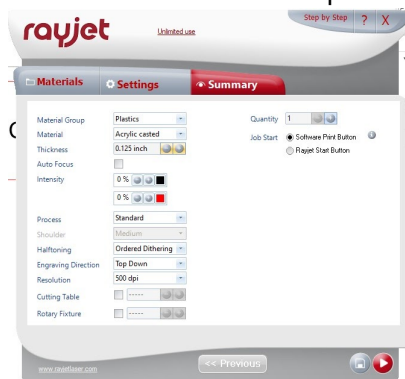 rayjet
Unlimited use
Step by Step ? X
Materials
Settings
Summary
Material Group Plastics
Quantity 1
Material Acrylic casted
Job Start Software Print Button
Thickness 0.125 inch
Rayjet Start Button
Auto Focus
Intensity 0 %
0 %
Process Standard
Shoulder Medium
Halftoning Ordered Dithering
Engraving Direction Top Down
Resolution 500 dpi
Cutting Table -----
Rotary Fixture -----
<< Previous
www.rayjetlaser.com